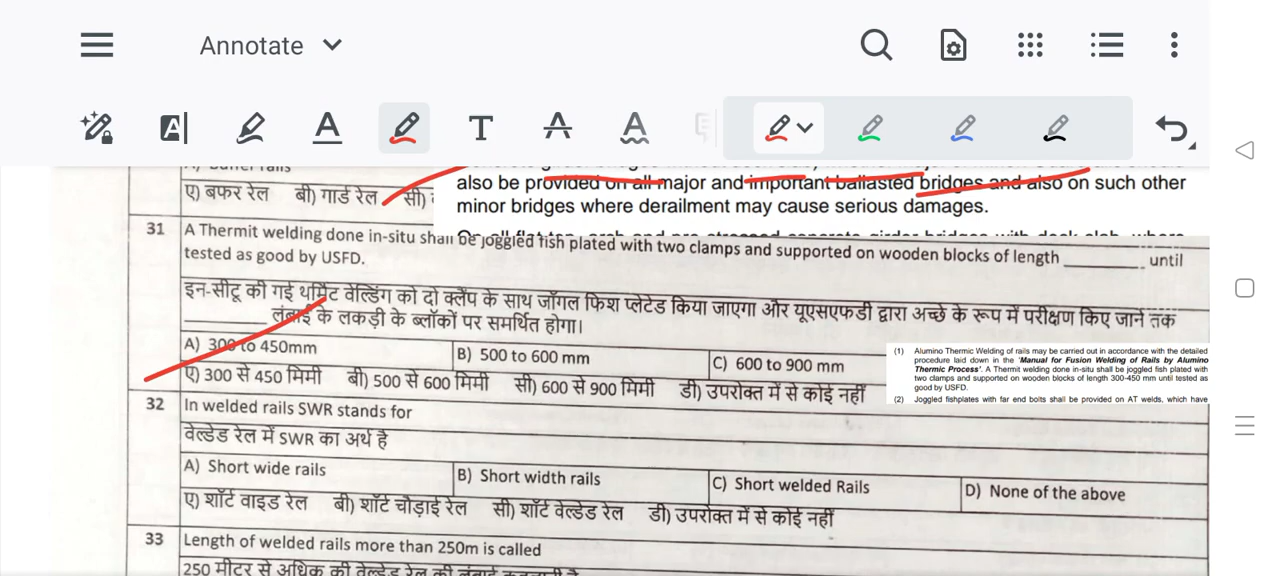 Annotate
ए) बफर रेल बी) गार्ड रेल सी)
also be provided on all major and important ballasted bridges and also on such other
minor bridges where derailment may cause serious damages.
31 A Thermit welding done in-situ shall be joggled fish plated with two clamps and supported on wooden blocks of length ________ until
tested as good by USFD.
इन-सीटू की गई थर्मिट वेल्डिंग को दो क्लैंप के साथ जॉगल फिश प्लेटेड किया जाएगा और यूएसएफडी द्वारा अच्छे के रूप में परीक्षण किए जाने तक
________ लंबाई के लकड़ी के ब्लॉकों पर समर्थित होगा।
A) 300 to 450mm B) 500 to 600 mm C) 600 to 900 mm
ए) 300 से 450 मिमी बी) 500 से 600 मिमी सी) 600 से 900 मिमी डी) उपरोक्त में से कोई नहीं
(1) Alumino Thermic Welding of rails may be carried out in accordance with the detailed
procedure laid down in the 'Manual for Fusion Welding of Rails by Alumino
Thermic Process'. A Thermit welding done in-situ shall be joggled fish plated with
two clamps and supported on wooden blocks of length 300-450 mm until tested as
good by USFD.
(2) Joggled fishplates with far end bolts shall be provided on AT welds, which have
32 In welded rails SWR stands for
वेल्डेड रेल में SWR का अर्थ है
A) Short wide rails B) Short width rails C) Short welded Rails D) None of the above
ए) शॉर्ट वाइड रेल बी) शॉर्ट चौड़ाई रेल सी) शॉर्ट वेल्डेड रेल डी) उपरोक्त में से कोई नहीं
33 Length of welded rails more than 250m is called
250 मीटर से अधिक की वेल्डेड रेल की लंबाई